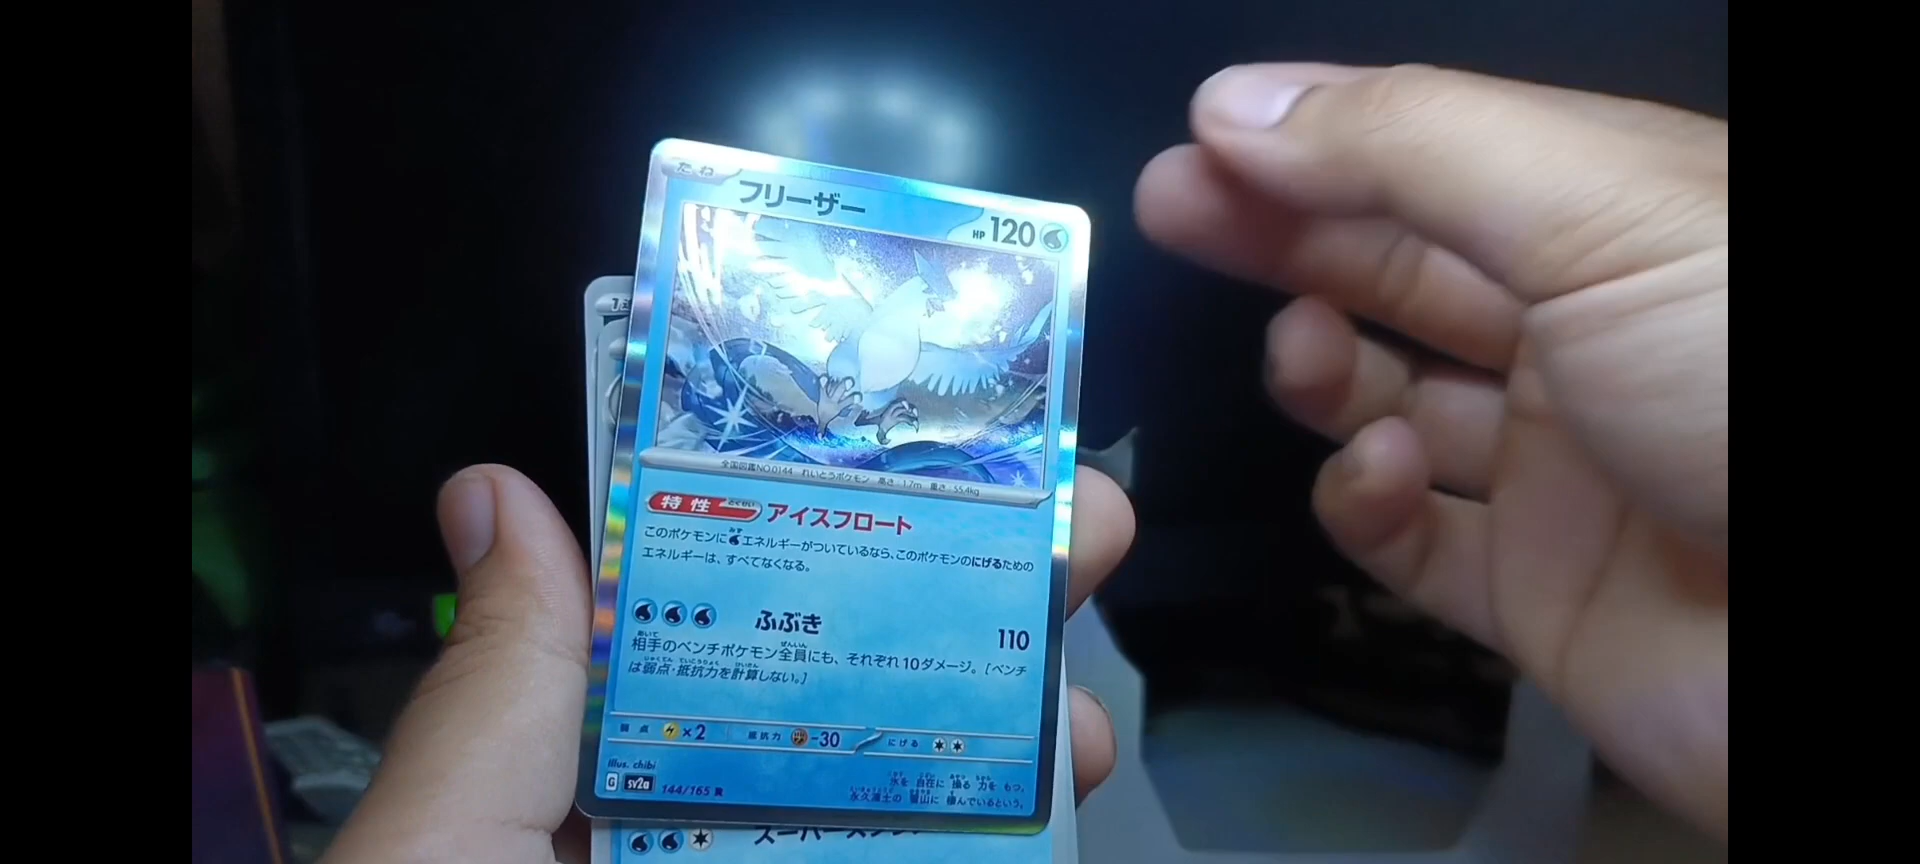 たね
フリーザー
HP 120
1進
全国図鑑NO.0144 れいとうポケモン 高さ:1.7m 重さ:55.4kg
特性 とくせい アイスフロート
このポケモンにエネルギーがついているなら、このポケモンのにげるための
エネルギーは、すべてなくなる。
ふぶき 110
相手のベンチポケモン全員にも、それぞれ10ダメージ。[ベンチ
は弱点・抵抗力を計算しない。]
弱点 ×2 抵抗力 -30 にげる
illus. chibi
G sv2a 144/165 R
氷を 自在に 操る 力を もつ。
永久凍土の 雪山に 棲んでいるという。